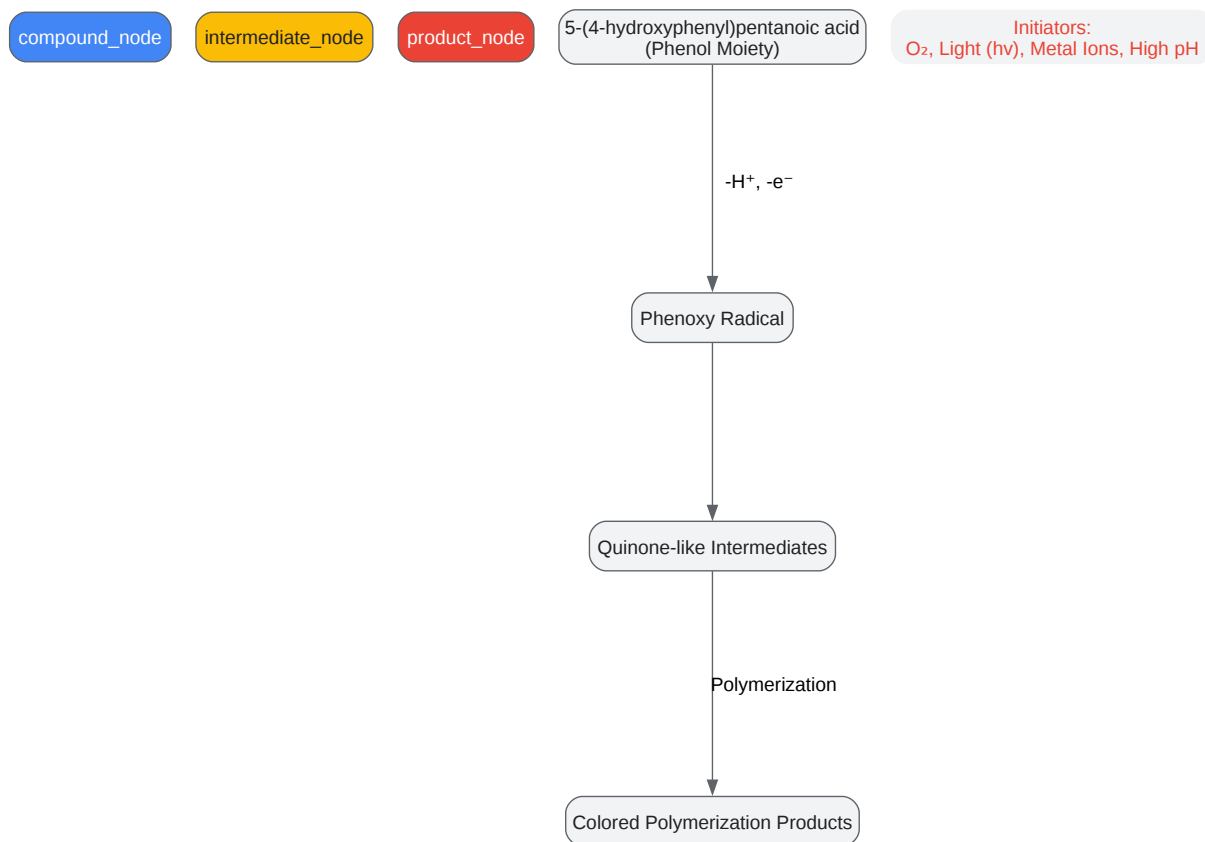 compound_node
intermediate_node
product_node
5-(4-hydroxyphenyl)pentanoic acid
(Phenol Moiety)
Initiators:
O₂, Light (hv), Metal Ions, High pH
-H⁺, -e⁻
Phenoxy Radical
Quinone-like Intermediates
Polymerization
Colored Polymerization Products